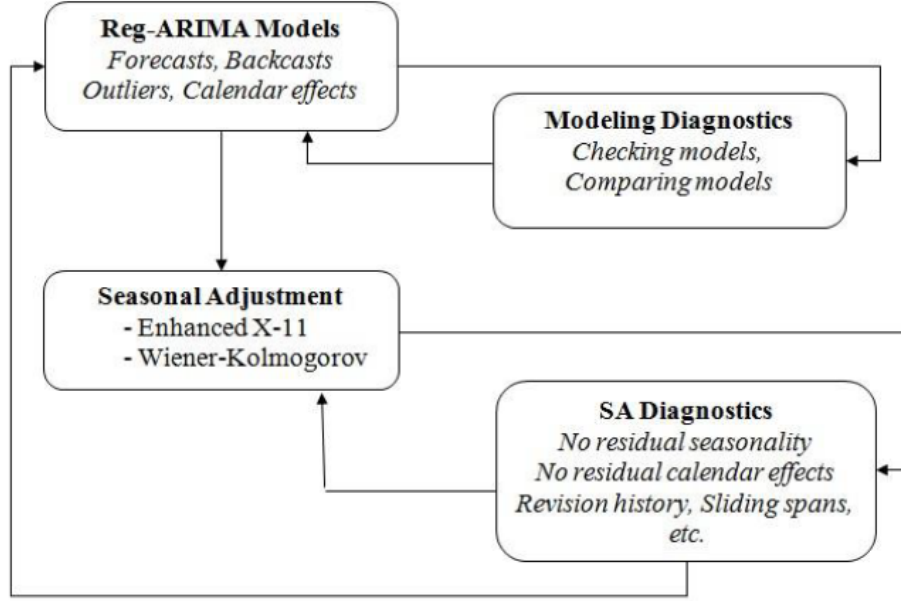 Reg-ARIMA Models
Forecasts, Backcasts
Outliers, Calendar effects
Modeling Diagnostics
Checking models,
Comparing models
Seasonal Adjustment
- Enhanced X-11
- Wiener-Kolmogorov
SA Diagnostics
No residual seasonality
No residual calendar effects
Revision history, Sliding spans,
etc.